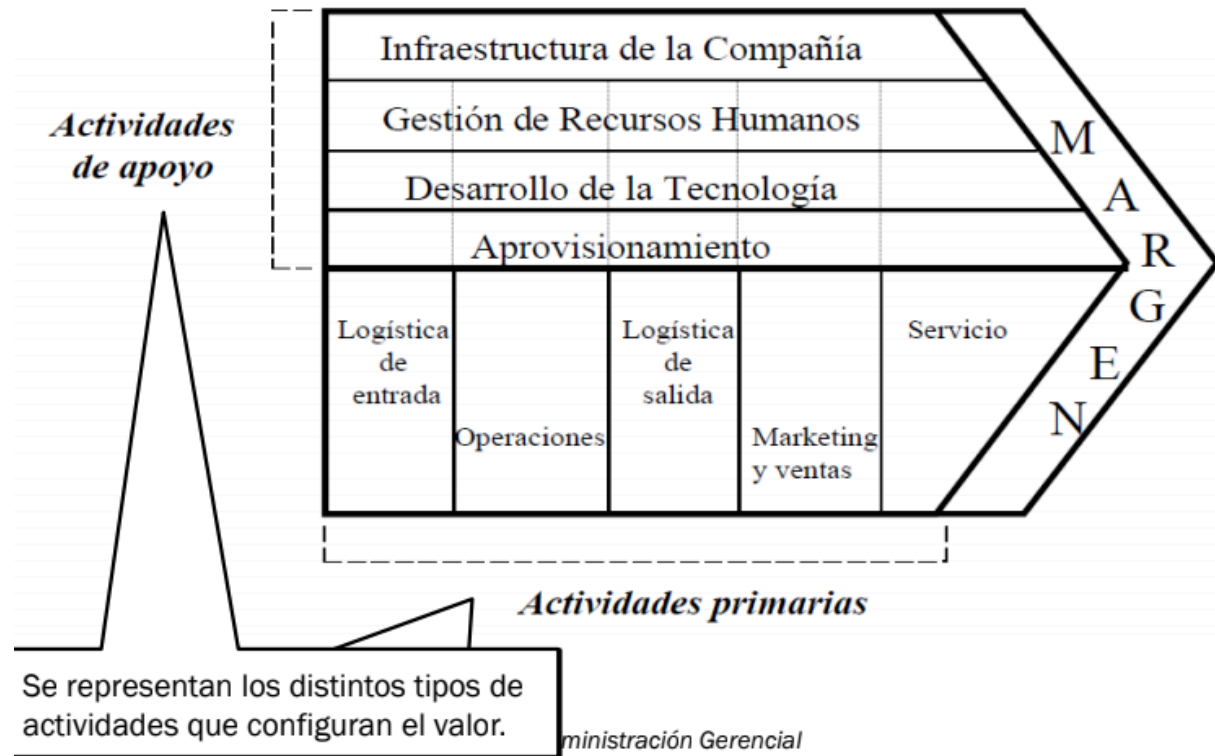 Infraestructura de la Compañía
Actividades
de apoyo
Gestión de Recursos Humanos
Desarrollo de la Tecnología
Aprovisionamiento
M
A
R
G
E
N
Logística
de
entrada
Operaciones
Logística
de
salida
Marketing
y ventas
Servicio
Actividades primarias
Se representan los distintos tipos de
actividades que configuran el valor.
ministración Gerencial